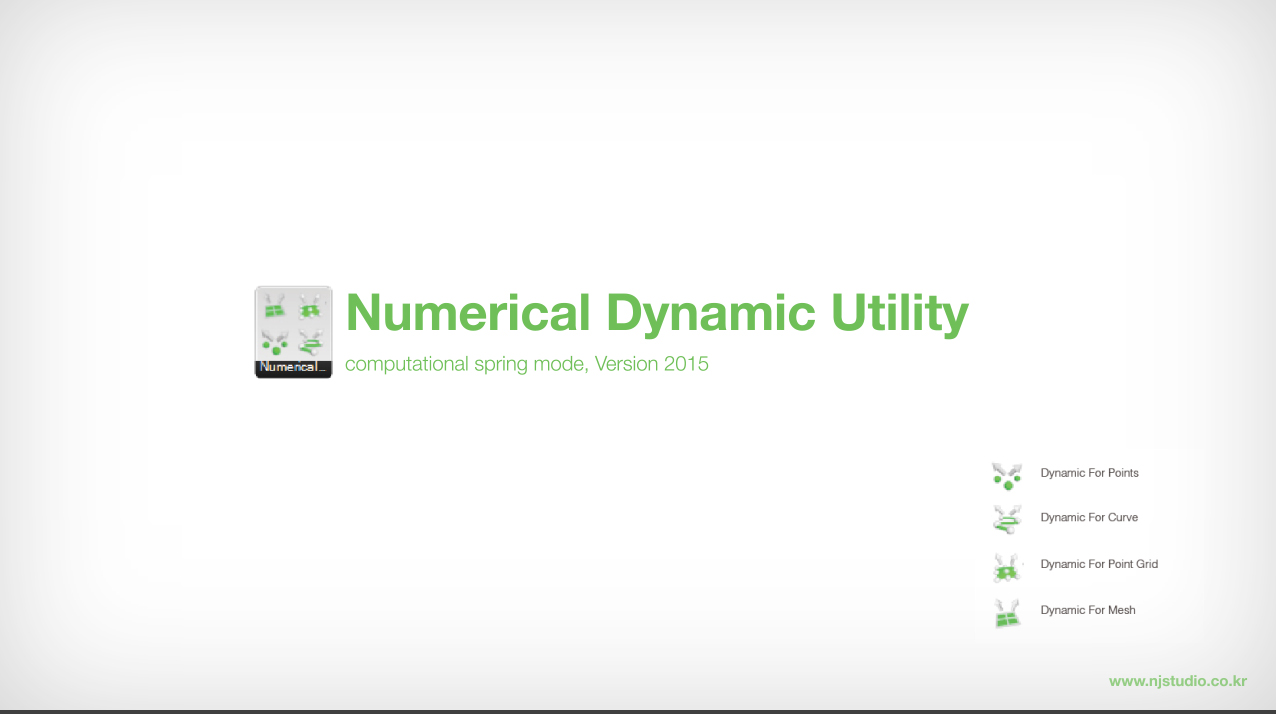 Numerical Dynamic Utility
Numerical_
computational spring mode, Version 2015
Dynamic For Points
Dynamic For Curve
Dynamic For Point Grid
Dynamic For Mesh
www.njstudio.co.kr